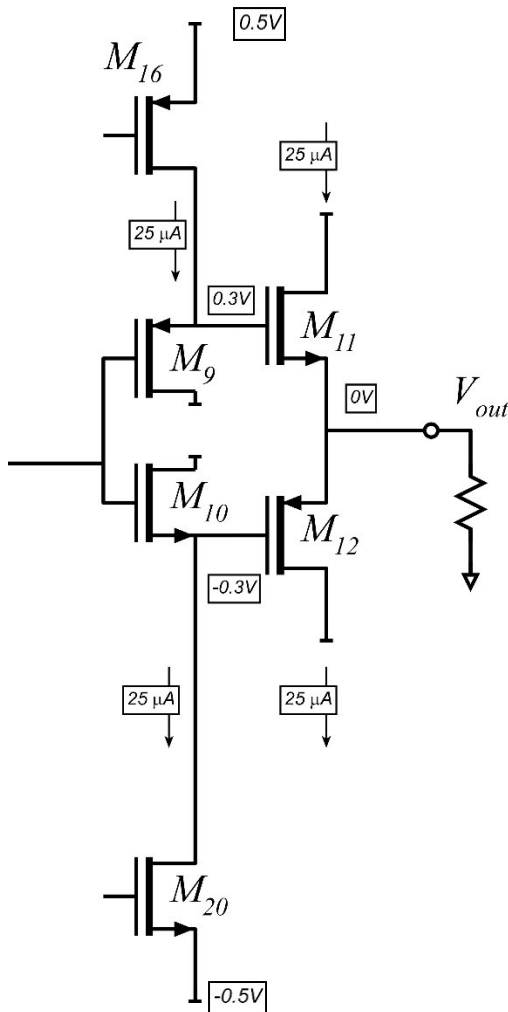 0.5V
M16
25 μA
25 μA
0.3V
M11
M9
0V
Vout
M10
M12
-0.3V
25 μA
25 μA
M20
-0.5V